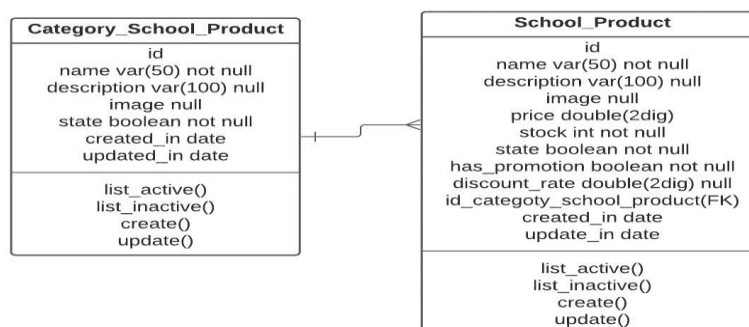 Category_School_Product
id
name var(50) not null
description var(100) null
image null
state boolean not null
created_in date
updated_in date
list_active()
list_inactive()
create()
update()
School_Product
id
name var(50) not null
description var(100) null
image null
price double(2dig)
stock int not null
state boolean not null
has_promotion boolean not null
discount_rate double(2dig) null
id_categoty_school_product(FK)
created_in date
update_in date
list_active()
list_inactive()
create()
update()